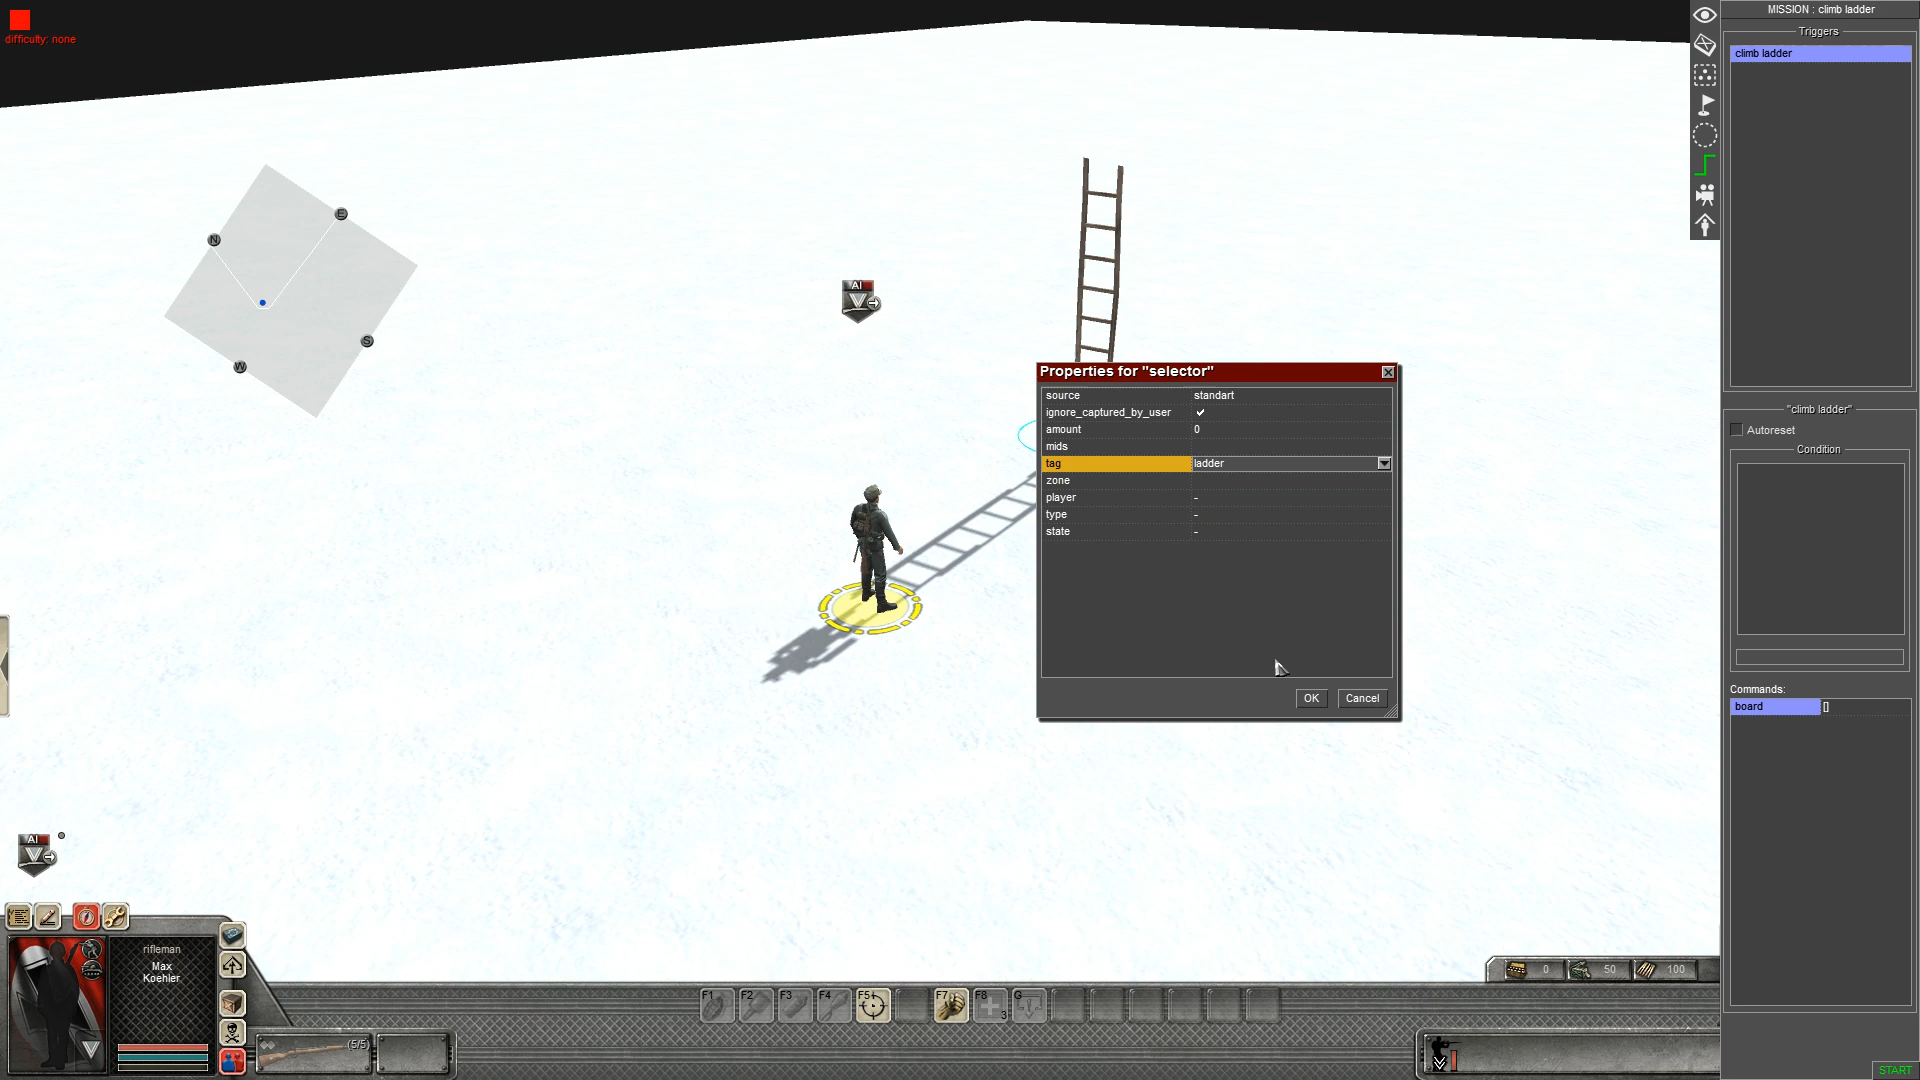 difficulty: none
N
E
S
W
AI
AI
Properties for "selector"
source standart
ignore_captured_by_user
amount 0
mids
tag ladder
zone
player -
type -
state -
OK Cancel
MISSION : climb ladder
Triggers
climb ladder
"climb ladder"
Autoreset
Condition
Commands:
board []
START
rifleman
Max
Koehler
(5/5)
F1 F2 F3 F4 F5 F7 F8 G
3
0 50 100